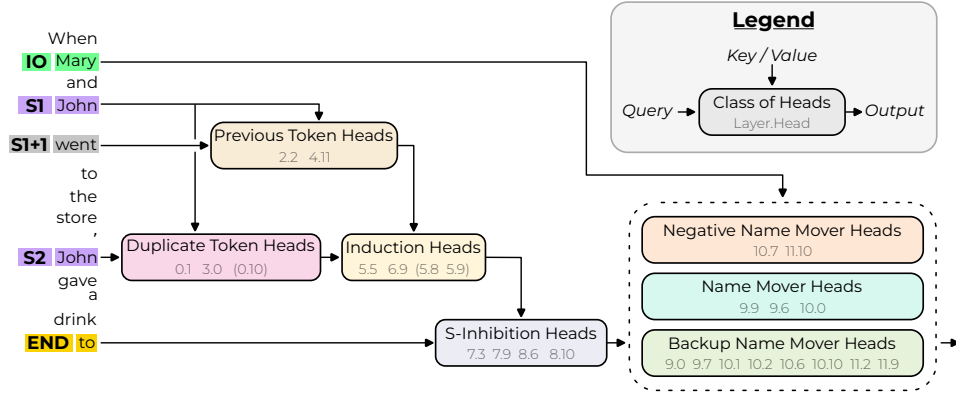 When
IO Mary
and
S1 John
S1+1 went
to
the
store
,
S2 John
gave
a
drink
END to
Previous Token Heads
2.2 4.11
Duplicate Token Heads
0.1 3.0 (0.10)
Induction Heads
5.5 6.9 (5.8 5.9)
S-Inhibition Heads
7.3 7.9 8.6 8.10
Negative Name Mover Heads
10.7 11.10
Name Mover Heads
9.9 9.6 10.0
Backup Name Mover Heads
9.0 9.7 10.1 10.2 10.6 10.10 11.2 11.9
Legend
Key / Value
Query
Class of Heads
Layer.Head
Output